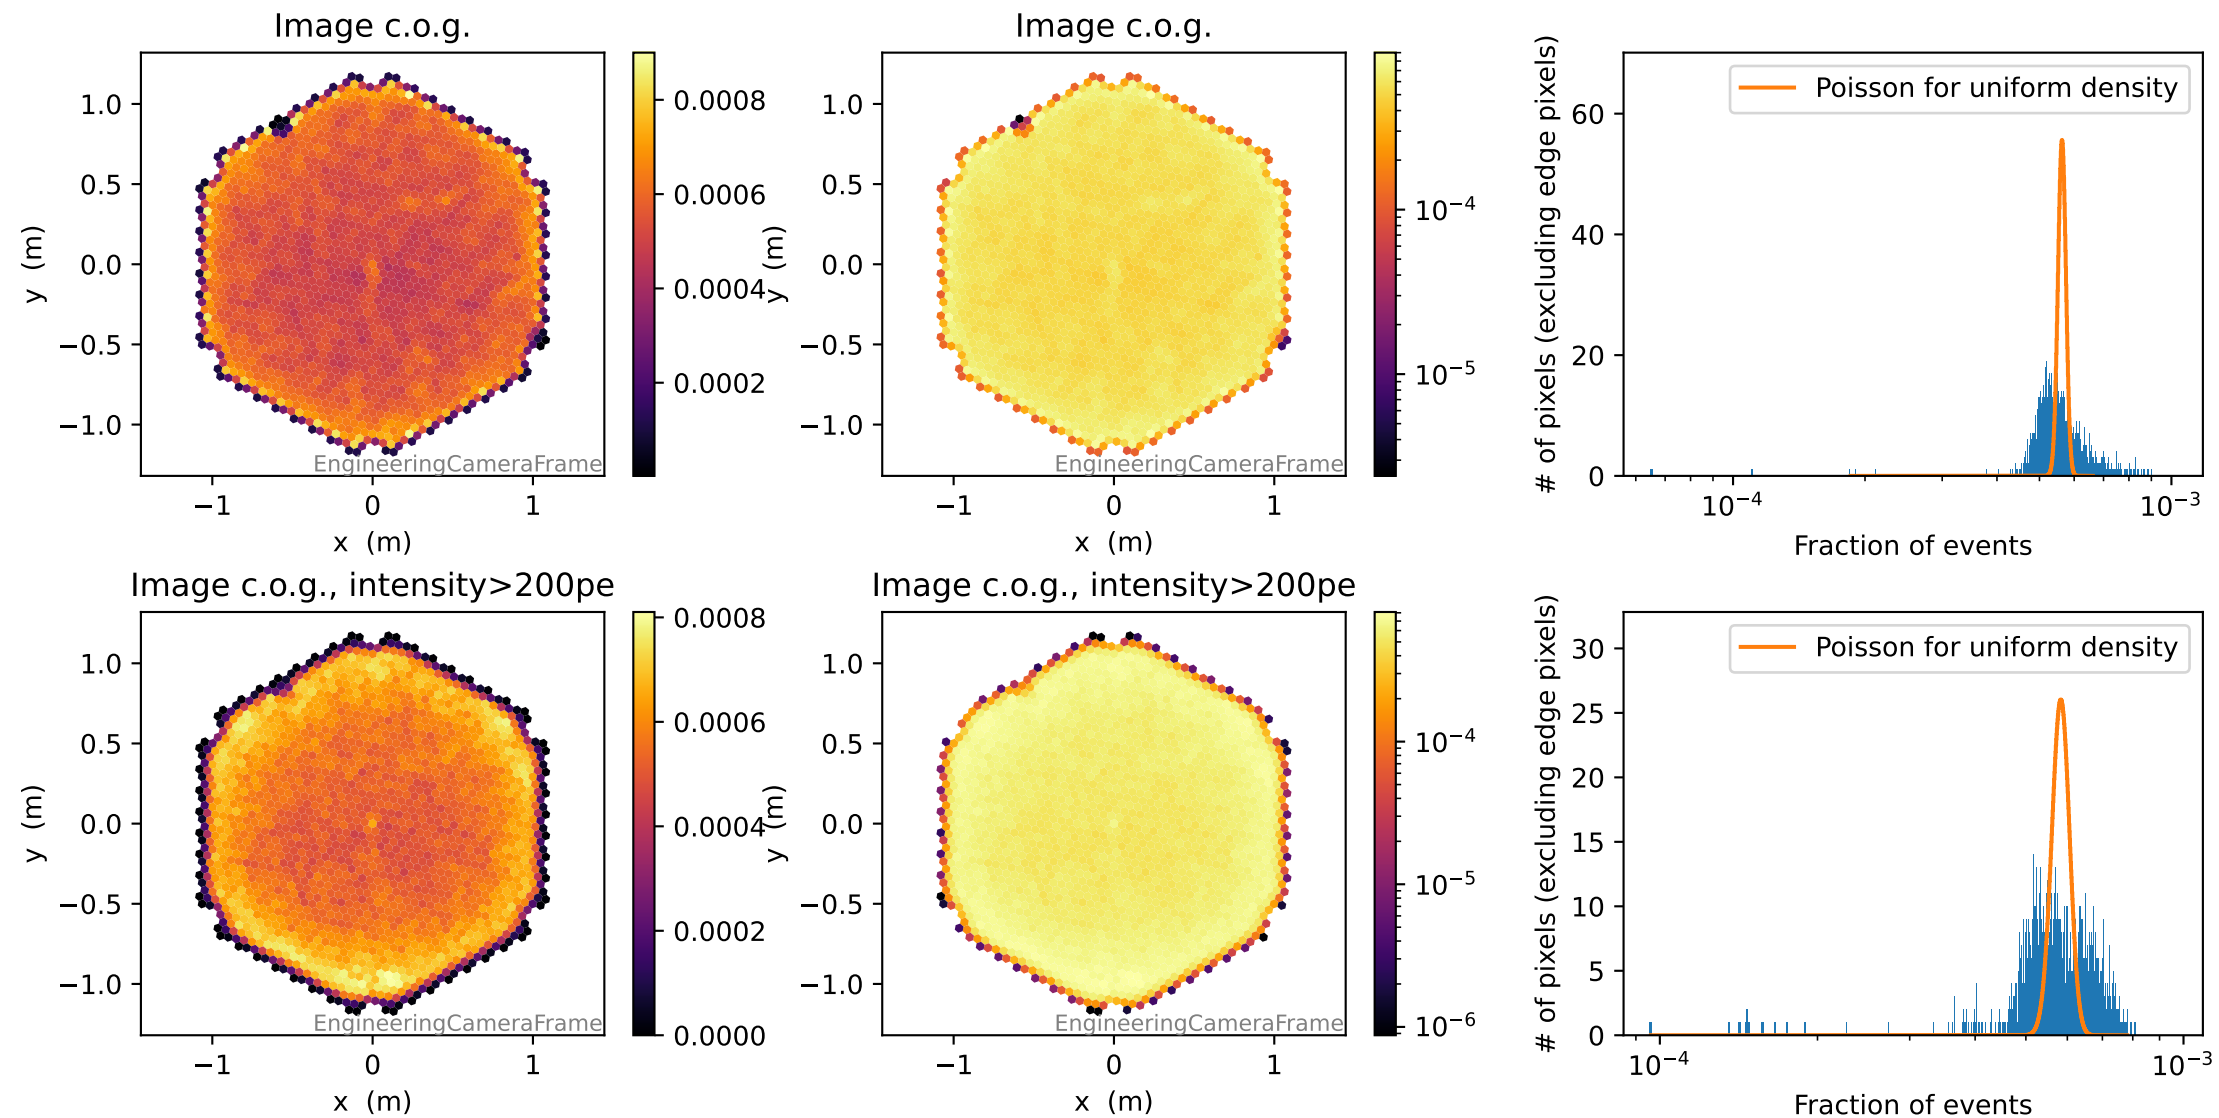 Image c.o.g.
y (m)
1.0
0.5
0.0
−0.5
−1.0
−1 0 1
x (m)
EngineeringCameraFrame
0.0008
0.0006
0.0004
0.0002
Image c.o.g.
y (m)
1.0
0.5
0.0
−0.5
−1.0
−1 0 1
x (m)
EngineeringCameraFrame
10−4
10−5
# of pixels (excluding edge pixels)
60
40
20
0
Poisson for uniform density
10−4 10−3
Fraction of events
Image c.o.g., intensity>200pe
y (m)
1.0
0.5
0.0
−0.5
−1.0
−1 0 1
x (m)
EngineeringCameraFrame
0.0008
0.0006
0.0004
0.0002
0.0000
Image c.o.g., intensity>200pe
y (m)
1.0
0.5
0.0
−0.5
−1.0
−1 0 1
x (m)
EngineeringCameraFrame
10−4
10−5
10−6
# of pixels (excluding edge pixels)
30
25
20
15
10
5
0
Poisson for uniform density
10−4 10−3
Fraction of events